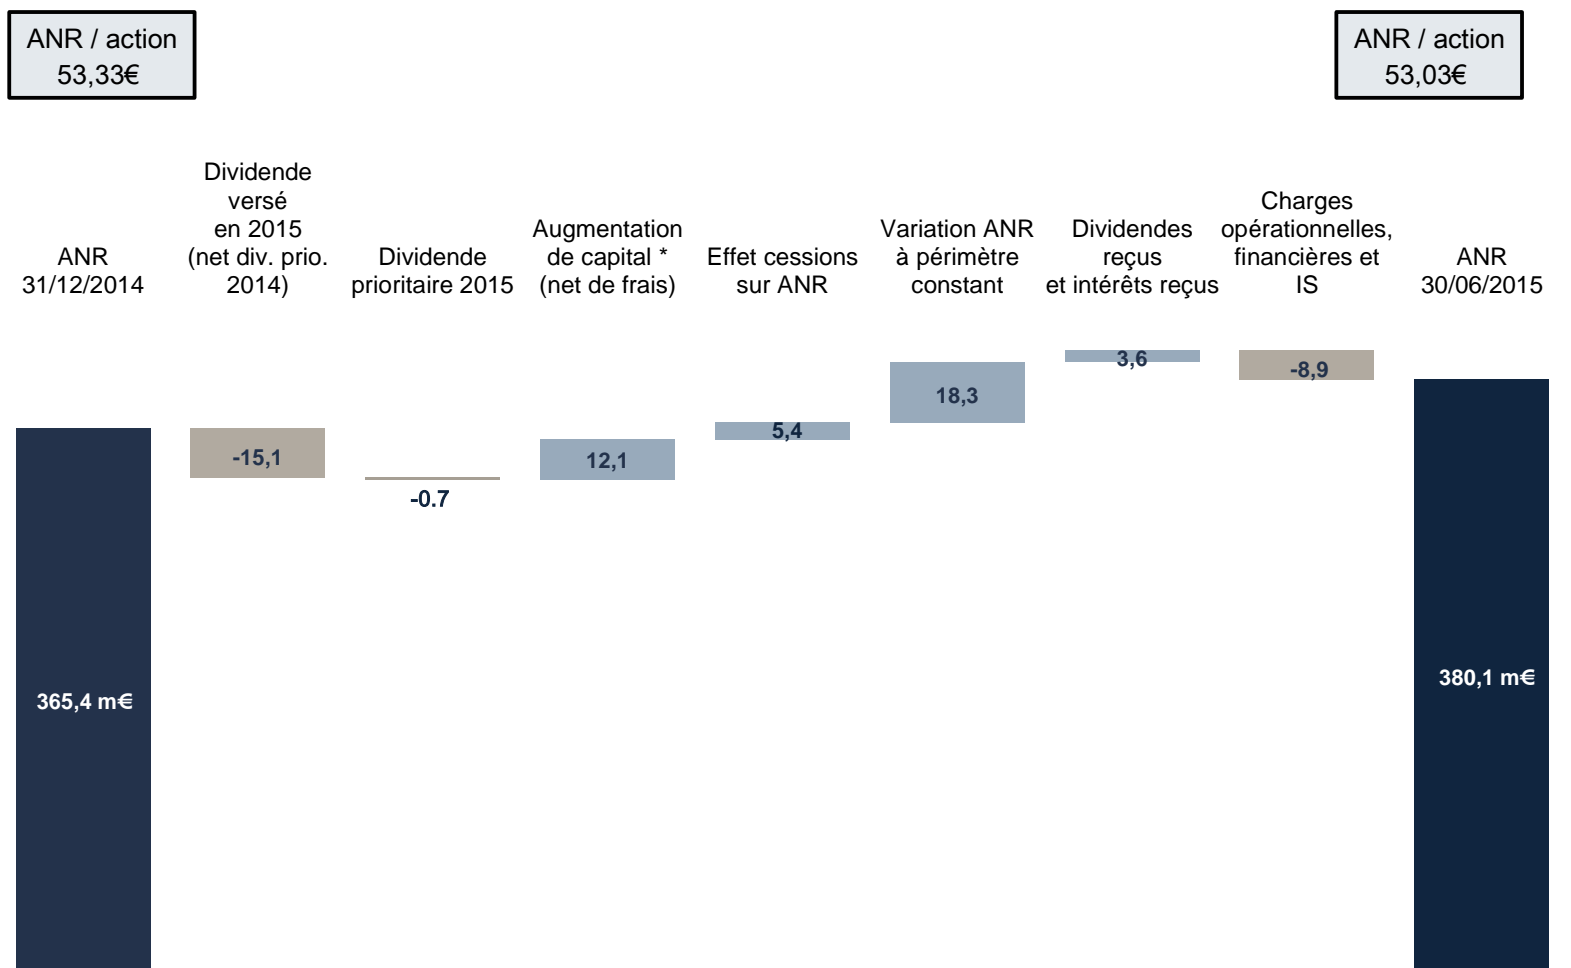 ANR / action
53,33€
ANR / action
53,03€
ANR
31/12/2014
Dividende
versé
en 2015
(net div. prio.
2014)
Dividende
prioritaire 2015
Augmentation
de capital *
(net de frais)
Effet cessions
sur ANR
Variation ANR
à périmètre
constant
Dividendes
reçus
et intérêts reçus
Charges
opérationnelles,
financières et
IS
ANR
30/06/2015
365,4 m€
-15,1
-0.7
12,1
5,4
18,3
3,6
-8,9
380,1 m€